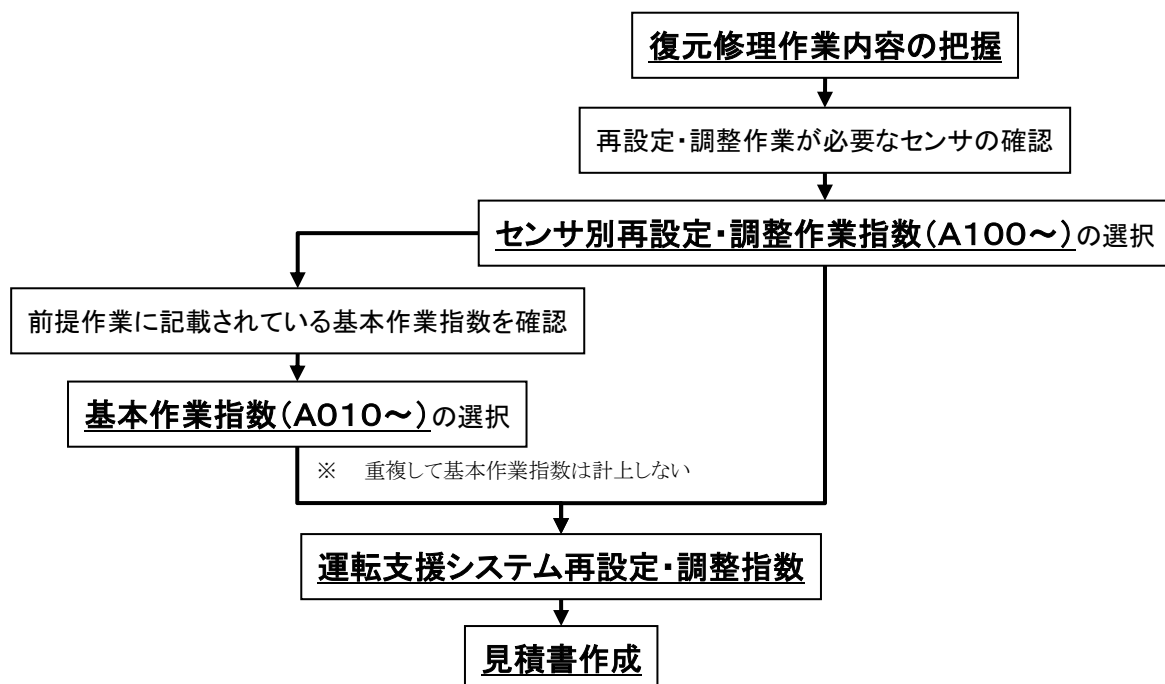 復元修理作業内容の把握
再設定・調整作業が必要なセンサの確認
センサ別再設定・調整作業指数(A100～)の選択
前提作業に記載されている基本作業指数を確認
基本作業指数(A010～)の選択
※ 重複して基本作業指数は計上しない
運転支援システム再設定・調整指数
見積書作成